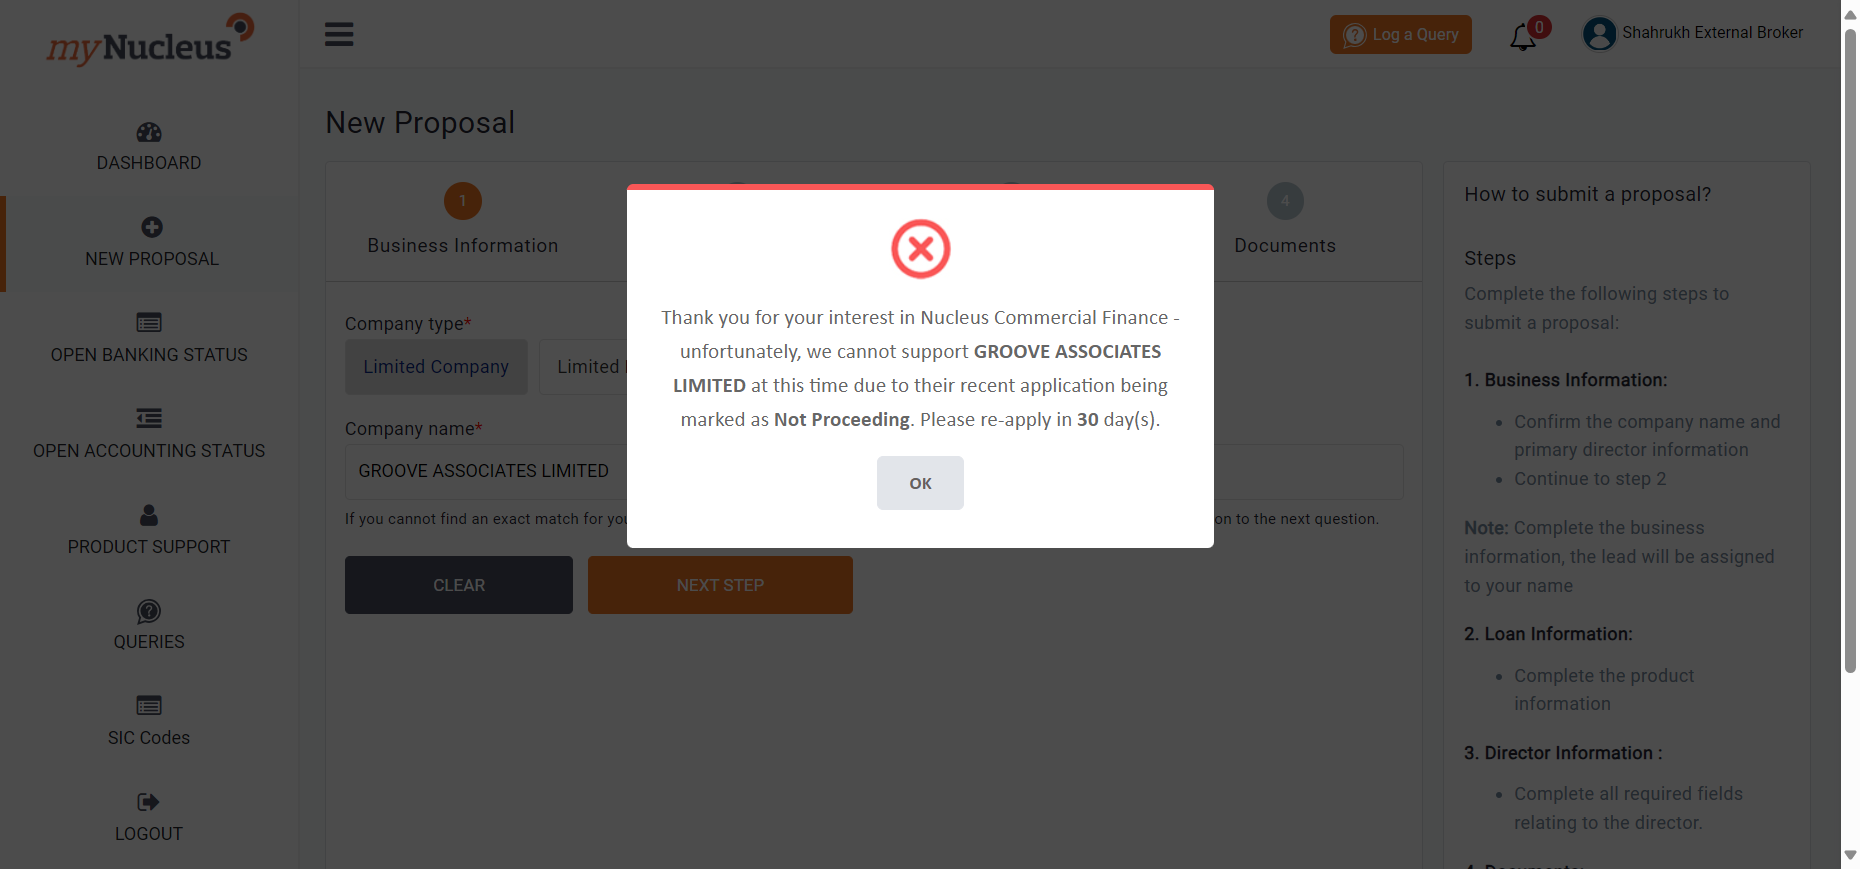 myNucleus
DASHBOARD
NEW PROPOSAL
OPEN BANKING STATUS
OPEN ACCOUNTING STATUS
PRODUCT SUPPORT
QUERIES
SIC Codes
LOGOUT
Log a Query
0
Shahrukh External Broker
New Proposal
1
Business Information
4
Documents
Company type*
Limited Company
Limited
Company name*
GROOVE ASSOCIATES LIMITED
If you cannot find an exact match for
on to the next question.
CLEAR
NEXT STEP
Thank you for your interest in Nucleus Commercial Finance -
unfortunately, we cannot support GROOVE ASSOCIATES
LIMITED at this time due to their recent application being
marked as Not Proceeding. Please re-apply in 30 day(s).
OK
How to submit a proposal?
Steps
Complete the following steps to
submit a proposal:
1. Business Information:
• Confirm the company name and
primary director information
• Continue to step 2
Note: Complete the business
information, the lead will be assigned
to your name
2. Loan Information:
• Complete the product
information
3. Director Information :
• Complete all required fields
relating to the director.